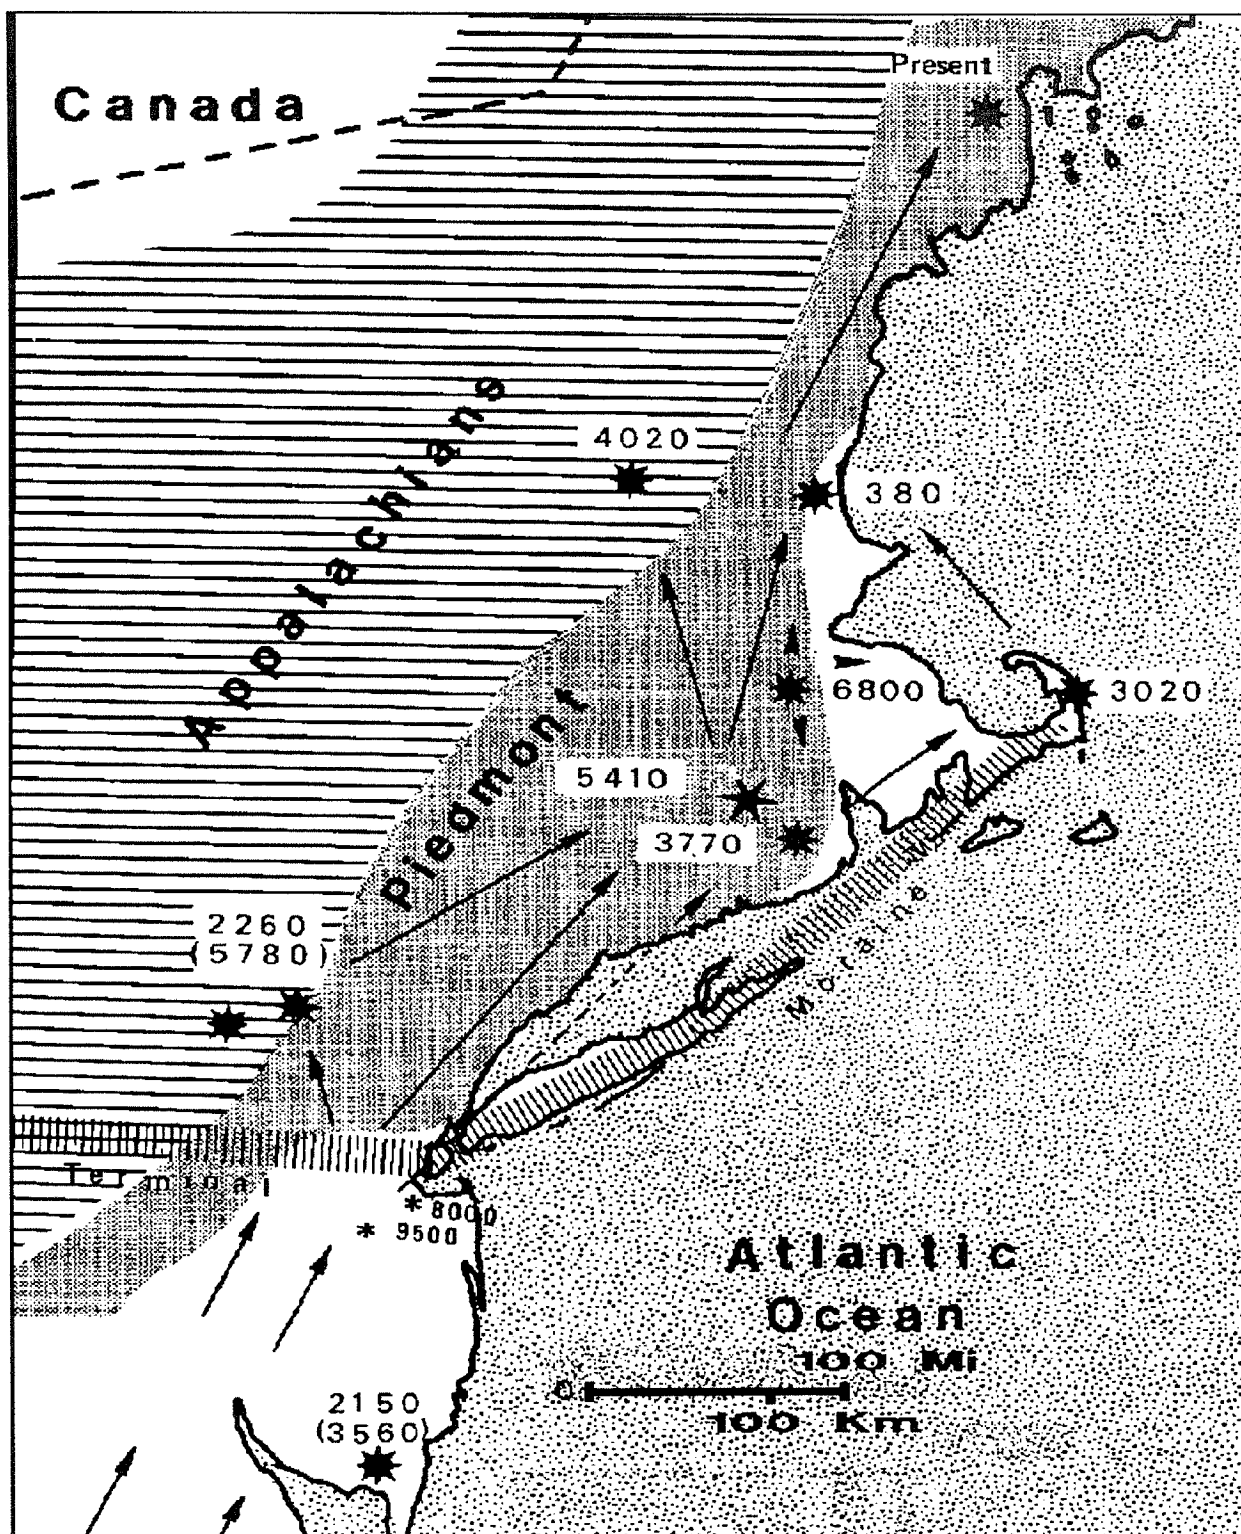 Present
Canada
Appalachians
4020
380
6800
3020
5410
Piedmont
3770
2260
(5780)
Moraine
Terminal
8000
9500
Atlantic
Ocean
100 Mi
0
100 Km
2150
(3560)